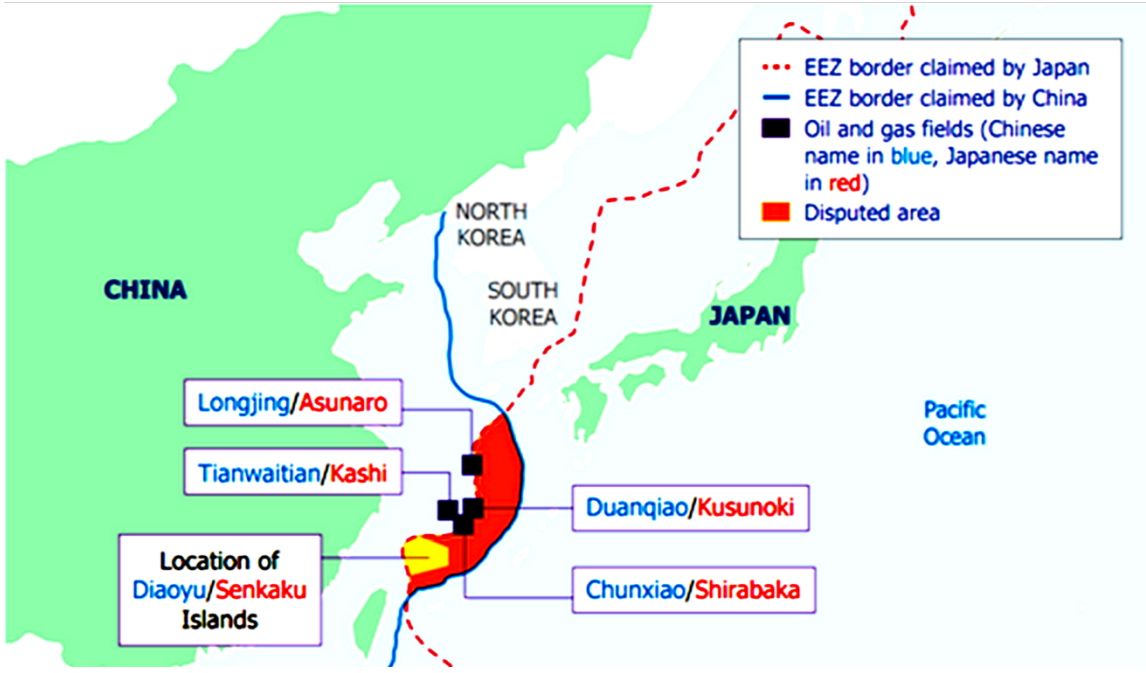 EEZ border claimed by Japan
EEZ border claimed by China
Oil and gas fields (Chinese
name in blue, Japanese name
in red)
Disputed area
NORTH
KOREA
SOUTH
KOREA
CHINA
JAPAN
Longjing/Asunaro
Pacific
Ocean
Tianwaitian/Kashi
Duanqiao/Kusunoki
Location of
Diaoyu/Senkaku
Islands
Chunxiao/Shirabaka